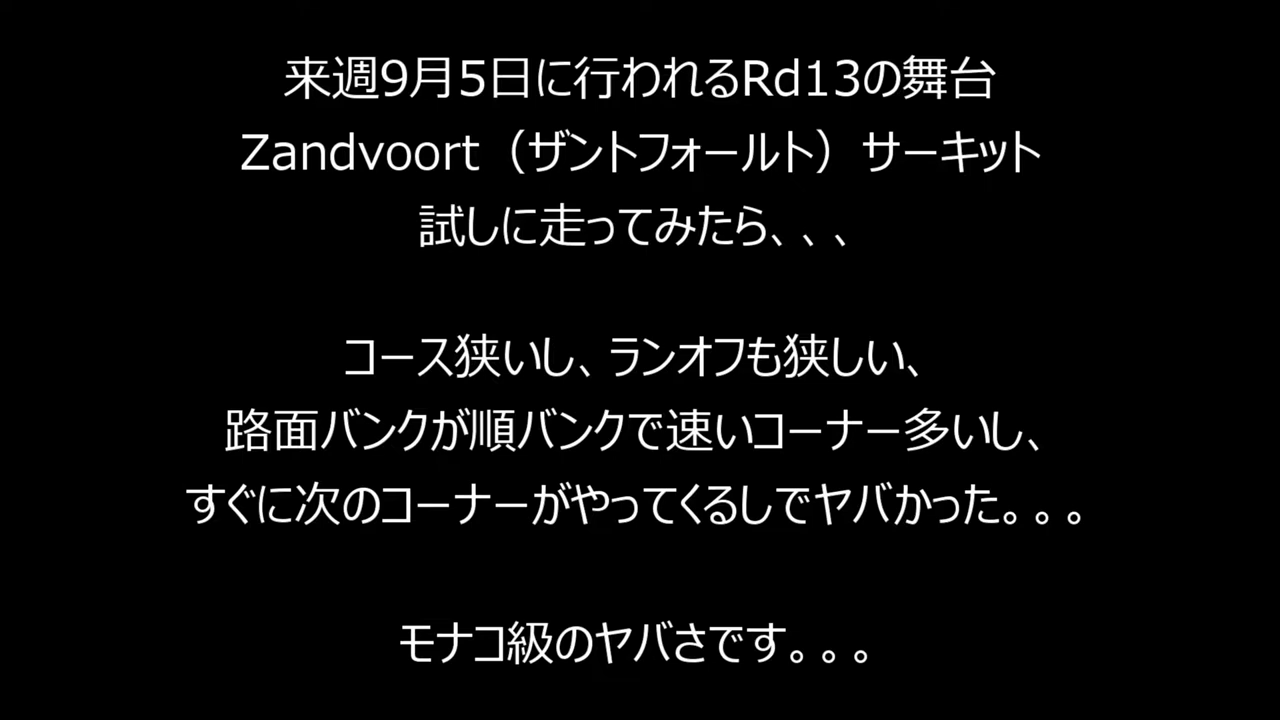 来週9月5日に行われるRd13の舞台
Zandvoort（ザントフォールト）サーキット
試しに走ってみたら、、、
コース狭いし、ランオフも狭しい、
路面バンクが順バンクで速いコーナー多いし、
すぐに次のコーナーがやってくるしでヤバかった。。。
モナコ級のヤバさです。。。